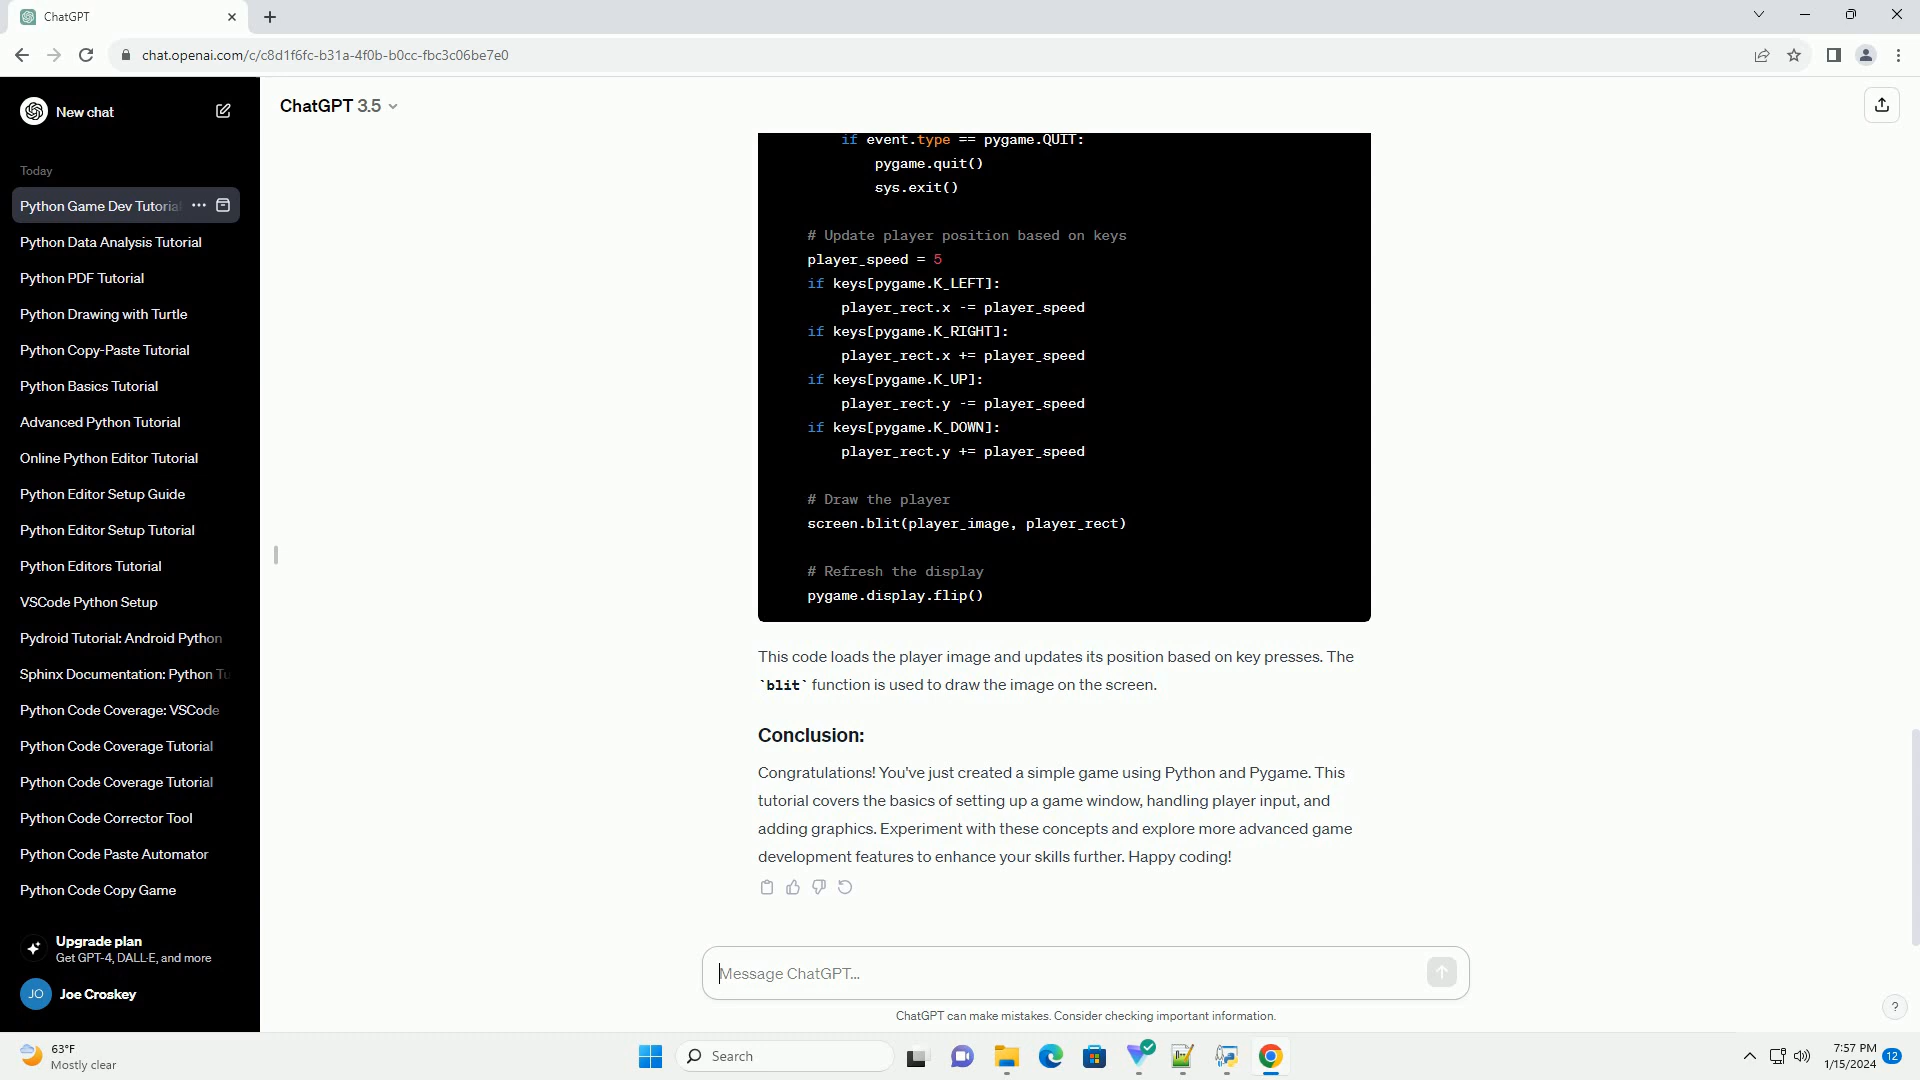 ChatGPT
chat.openai.com/c/c8d1f6fc-b31a-4f0b-b0cc-fbc3c06be7e0
New chat
Today
Python Game Dev Tutorial
Python Data Analysis Tutorial
Python PDF Tutorial
Python Drawing with Turtle
Python Copy-Paste Tutorial
Python Basics Tutorial
Advanced Python Tutorial
Online Python Editor Tutorial
Python Editor Setup Guide
Python Editor Setup Tutorial
Python Editors Tutorial
VSCode Python Setup
Pydroid Tutorial: Android Python
Sphinx Documentation: Python Tu
Python Code Coverage: VSCode
Python Code Coverage Tutorial
Python Code Coverage Tutorial
Python Code Corrector Tool
Python Code Paste Automator
Python Code Copy Game
Upgrade plan
Get GPT-4, DALL·E, and more
JO Joe Croskey
ChatGPT 3.5
if event.type == pygame.QUIT:
pygame.quit()
sys.exit()
# Update player position based on keys
player_speed = 5
if keys[pygame.K_LEFT]:
player_rect.x -= player_speed
if keys[pygame.K_RIGHT]:
player_rect.x += player_speed
if keys[pygame.K_UP]:
player_rect.y -= player_speed
if keys[pygame.K_DOWN]:
player_rect.y += player_speed
# Draw the player
screen.blit(player_image, player_rect)
# Refresh the display
pygame.display.flip()
This code loads the player image and updates its position based on key presses. The
`blit` function is used to draw the image on the screen.
Conclusion:
Congratulations! You've just created a simple game using Python and Pygame. This
tutorial covers the basics of setting up a game window, handling player input, and
adding graphics. Experiment with these concepts and explore more advanced game
development features to enhance your skills further. Happy coding!
Message ChatGPT...
ChatGPT can make mistakes. Consider checking important information.
?
63°F
Mostly clear
Search
7:57 PM
1/15/2024
12